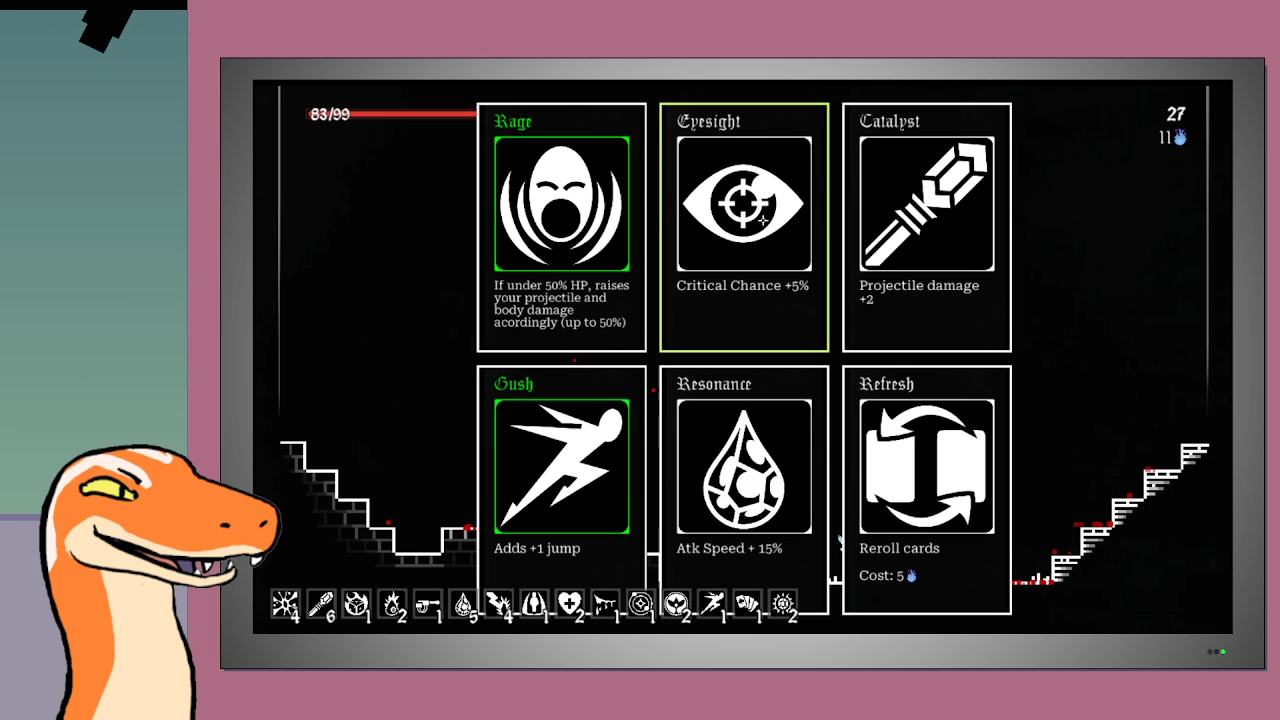 83/99
27
11
Rage
If under 50% HP, raises
your projectile and
body damage
acordingly (up to 50%)
Eyesight
Critical Chance +5%
Catalyst
Projectile damage
+2
Gush
Adds +1 jump
Resonance
Atk Speed + 15%
Refresh
Reroll cards
Cost: 5
4 6 1 2 1 5 4 1 2 1 1 2 1 1 2